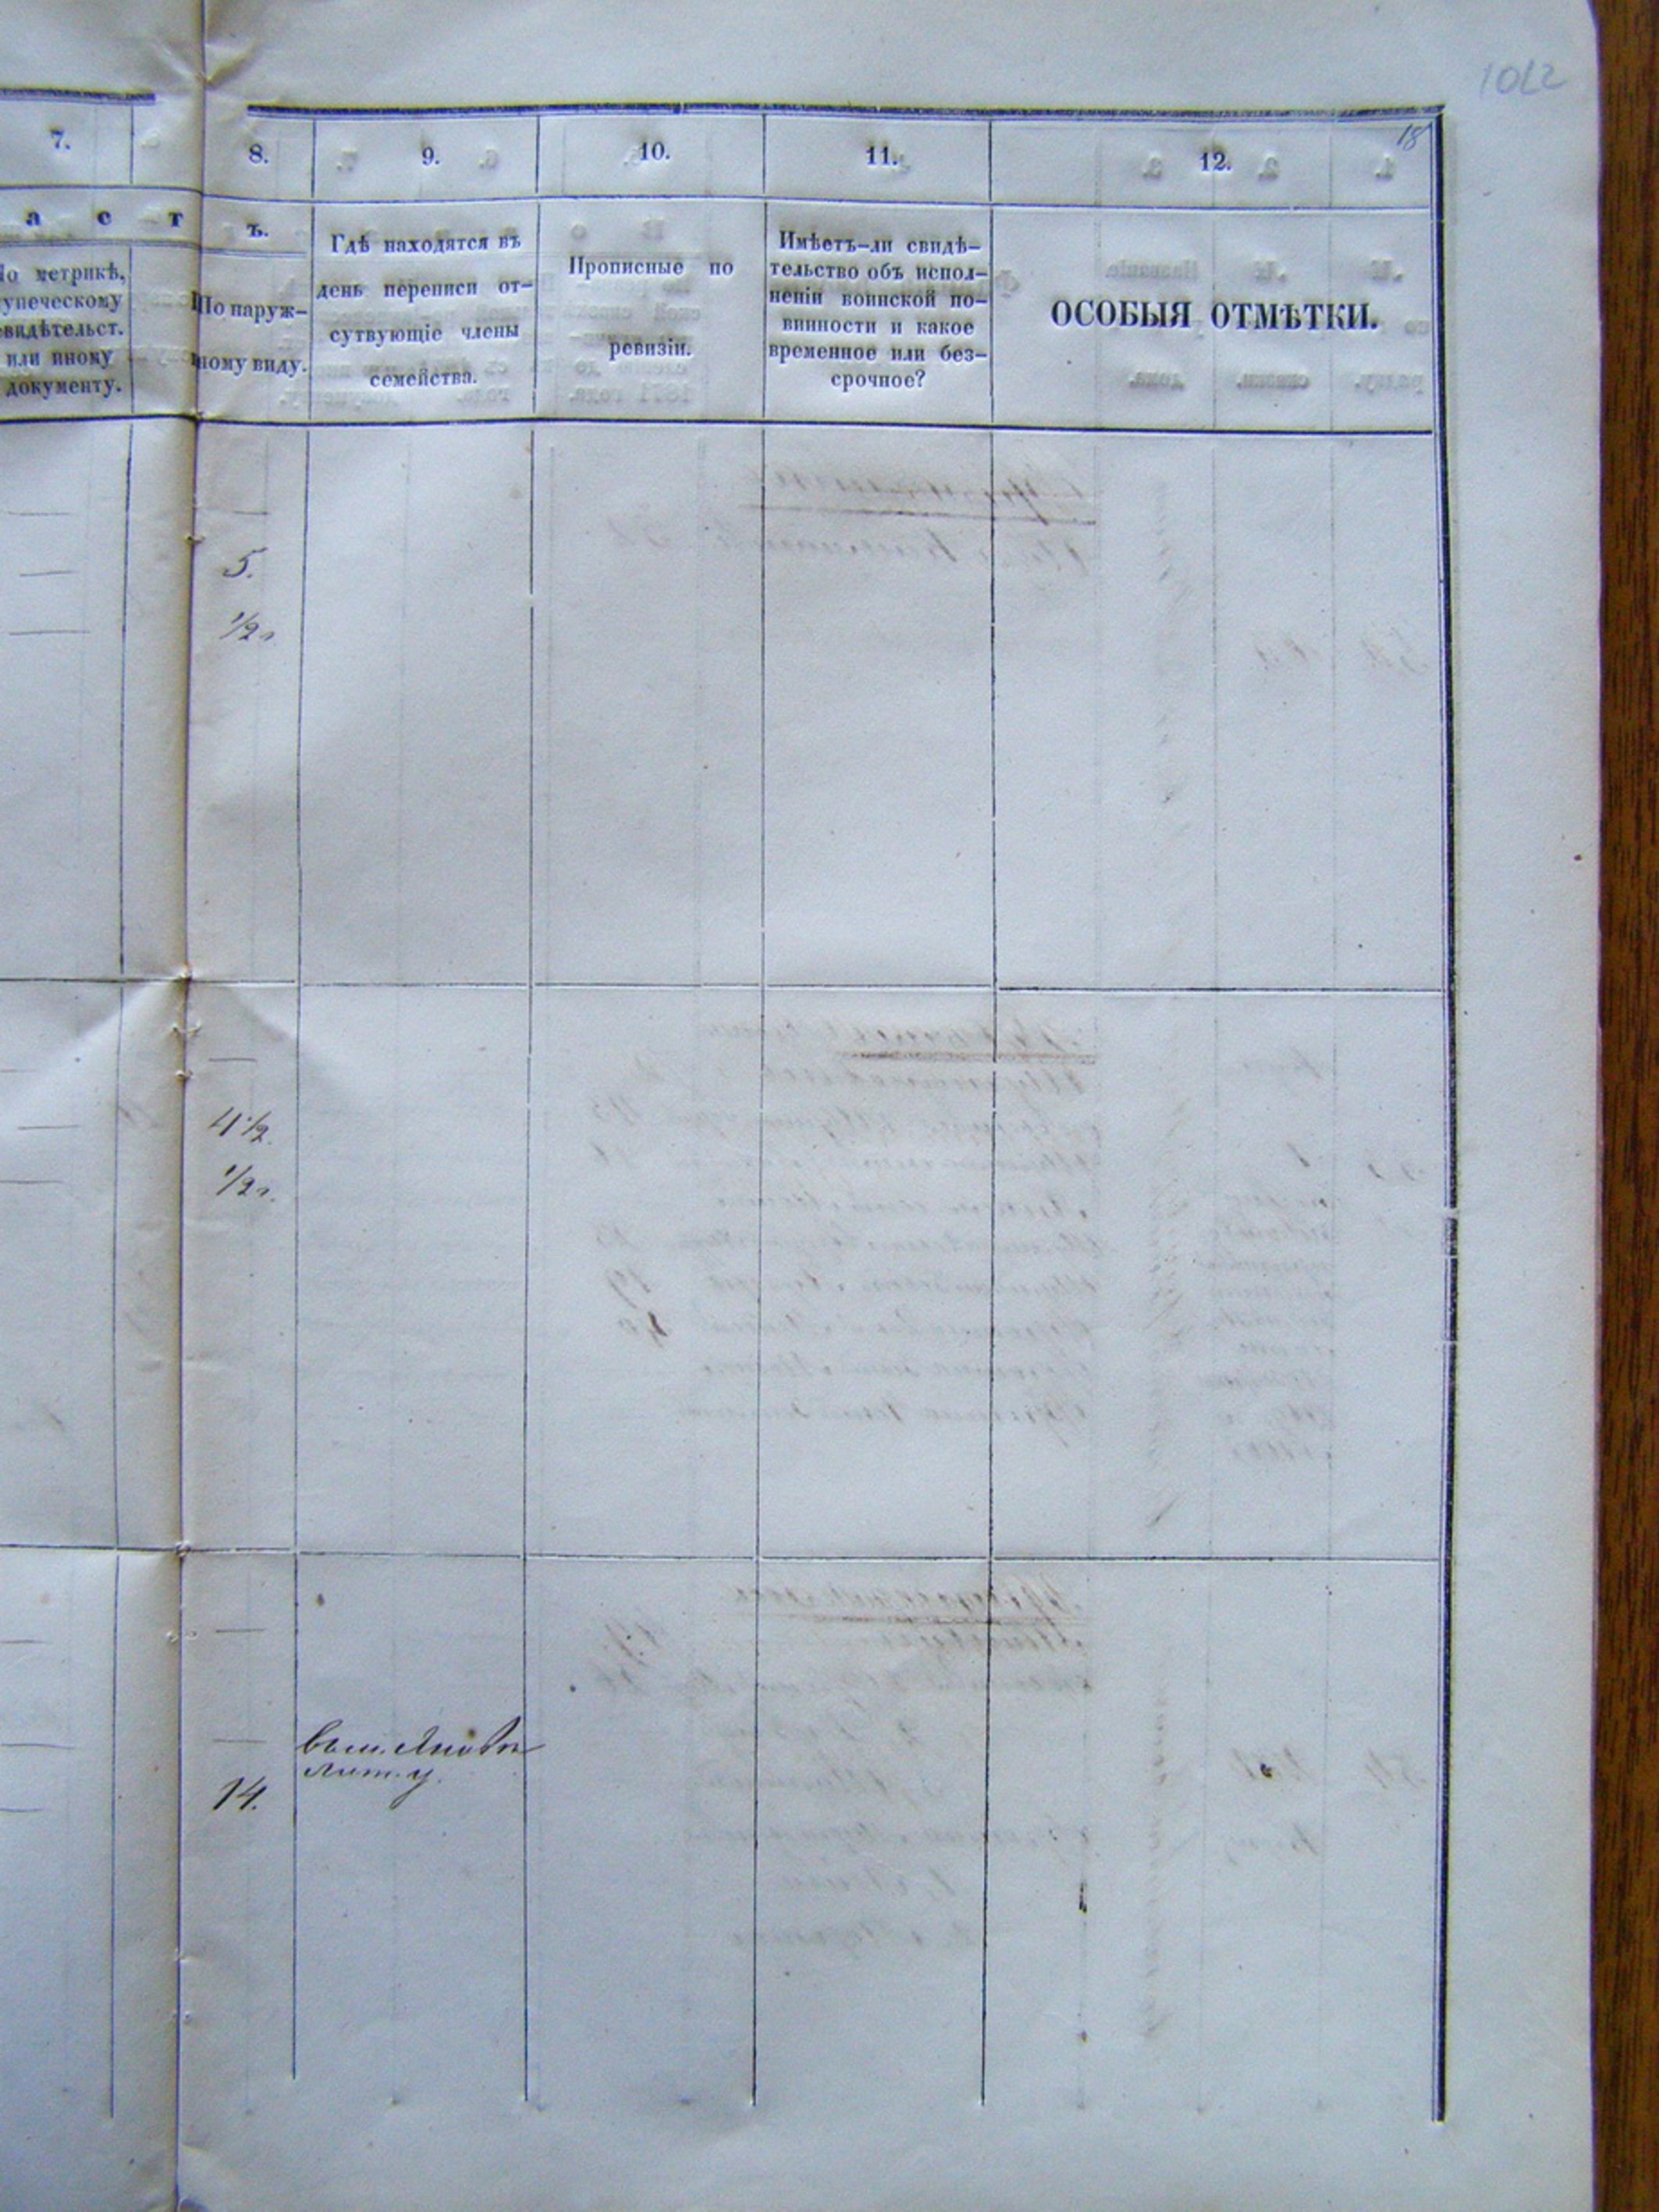 10
18
7.
8.
9.
10.
11.
12.
а с т
ъ.
По метрикѣ,
купеческому
свидѣтельст.
или иному
документу.
По наруж-
ному виду.
Гдѣ находятся въ
день переписи от-
сутвующіе члены
семейства.
Прописные по
ревизіи.
Имѣетъ-ли свидѣ-
тельство объ испол-
неніи воинской по-
винности и какое
временное или без-
срочное?
ОСОБЫЯ ОТМѢТКИ.
5.
1/2 г.
4 1/2.
1/2 г.
14.